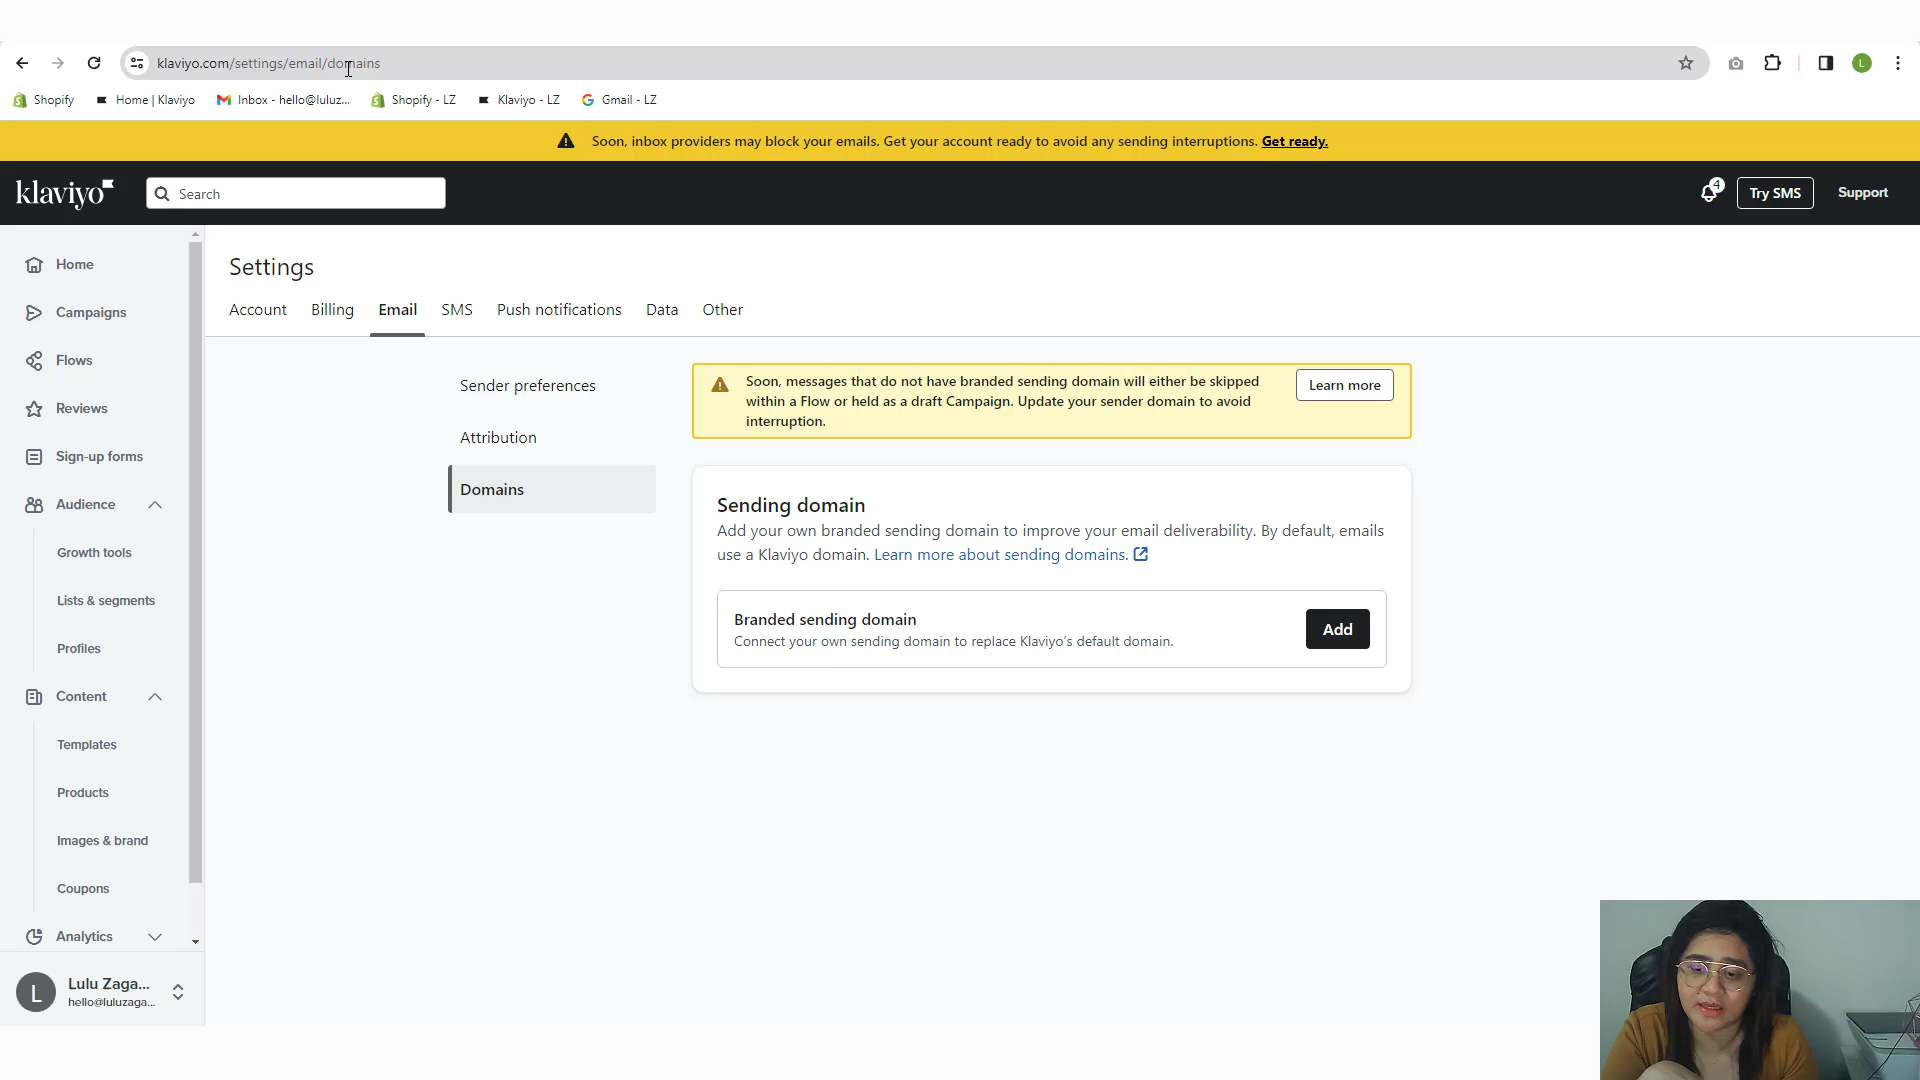 klaviyo.com/settings/email/domains
L
Shopify
Home | Klaviyo
Inbox - hello@luluz...
Shopify - LZ
Klaviyo - LZ
Gmail - LZ
Soon, inbox providers may block your emails. Get your account ready to avoid any sending interruptions. Get ready.
klaviyo
Search
4
Try SMS
Support
Home
Campaigns
Flows
Reviews
Sign-up forms
Audience
Growth tools
Lists & segments
Profiles
Content
Templates
Products
Images & brand
Coupons
Analytics
L
Lulu Zaga...
hello@luluzaga...
Settings
Account
Billing
Email
SMS
Push notifications
Data
Other
Sender preferences
Attribution
Domains
Soon, messages that do not have branded sending domain will either be skipped
within a Flow or held as a draft Campaign. Update your sender domain to avoid
interruption.
Learn more
Sending domain
Add your own branded sending domain to improve your email deliverability. By default, emails
use a Klaviyo domain. Learn more about sending domains.
Branded sending domain
Connect your own sending domain to replace Klaviyo's default domain.
Add